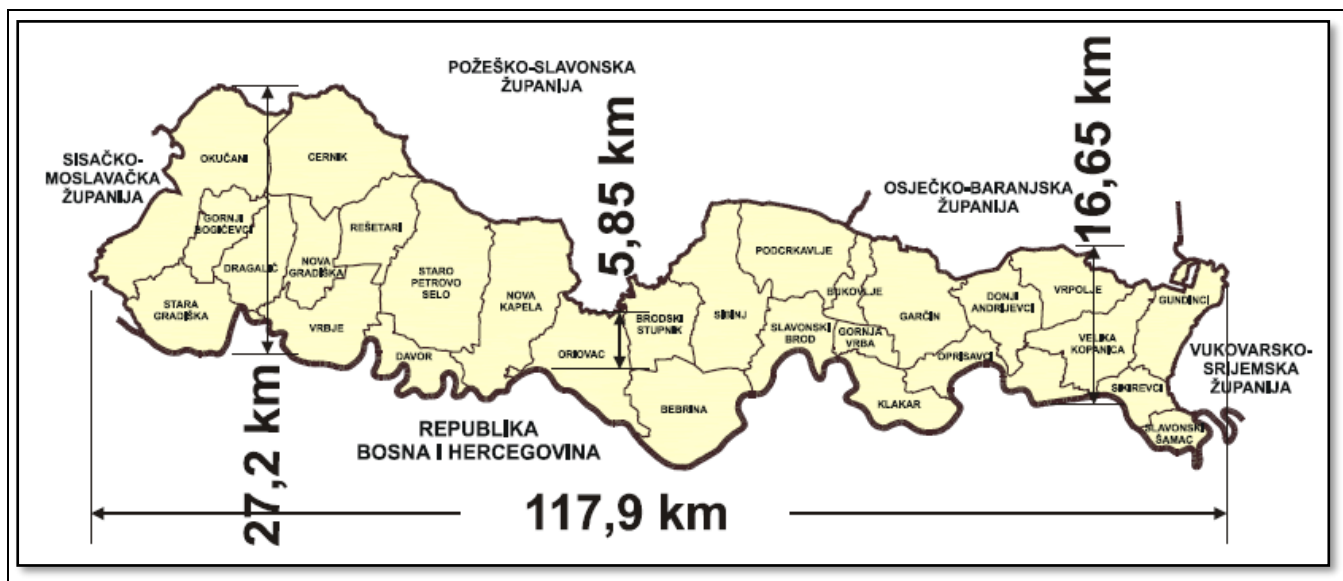 POŽEŠKO-SLAVONSKA
ŽUPANIJA
SISAČKO-
MOSLAVAČKA
ŽUPANIJA
OSJEČKO-BARANJSKA
ŽUPANIJA
VUKOVARSKO-
SRIJEMSKA
ŽUPANIJA
REPUBLIKA
BOSNA I HERCEGOVINA
27,2 km
5,85 km
16,65 km
117,9 km
OKUČANI
CERNIK
GORNJI
BOGIĆEVCI
REŠETARI
DRAGALIĆ
NOVA
GRADIŠKA
STARO
PETROVO
SELO
STARA
GRADIŠKA
VRBJE
DAVOR
NOVA
KAPELA
ORIOVAC
BRODSKI
STUPNIK
SIBINJ
BEBRINA
PODCRKAVLJE
BUKOVLJE
SLAVONSKI
BROD
GORNJA
VRBA
GARČIN
KLAKAR
OPRISAVCI
DONJI
ANDRIJEVCI
VRPOLJE
VELIKA
KOPANICA
GUNDINCI
SIKIREVCI
SLAVONSKI
ŠAMAC